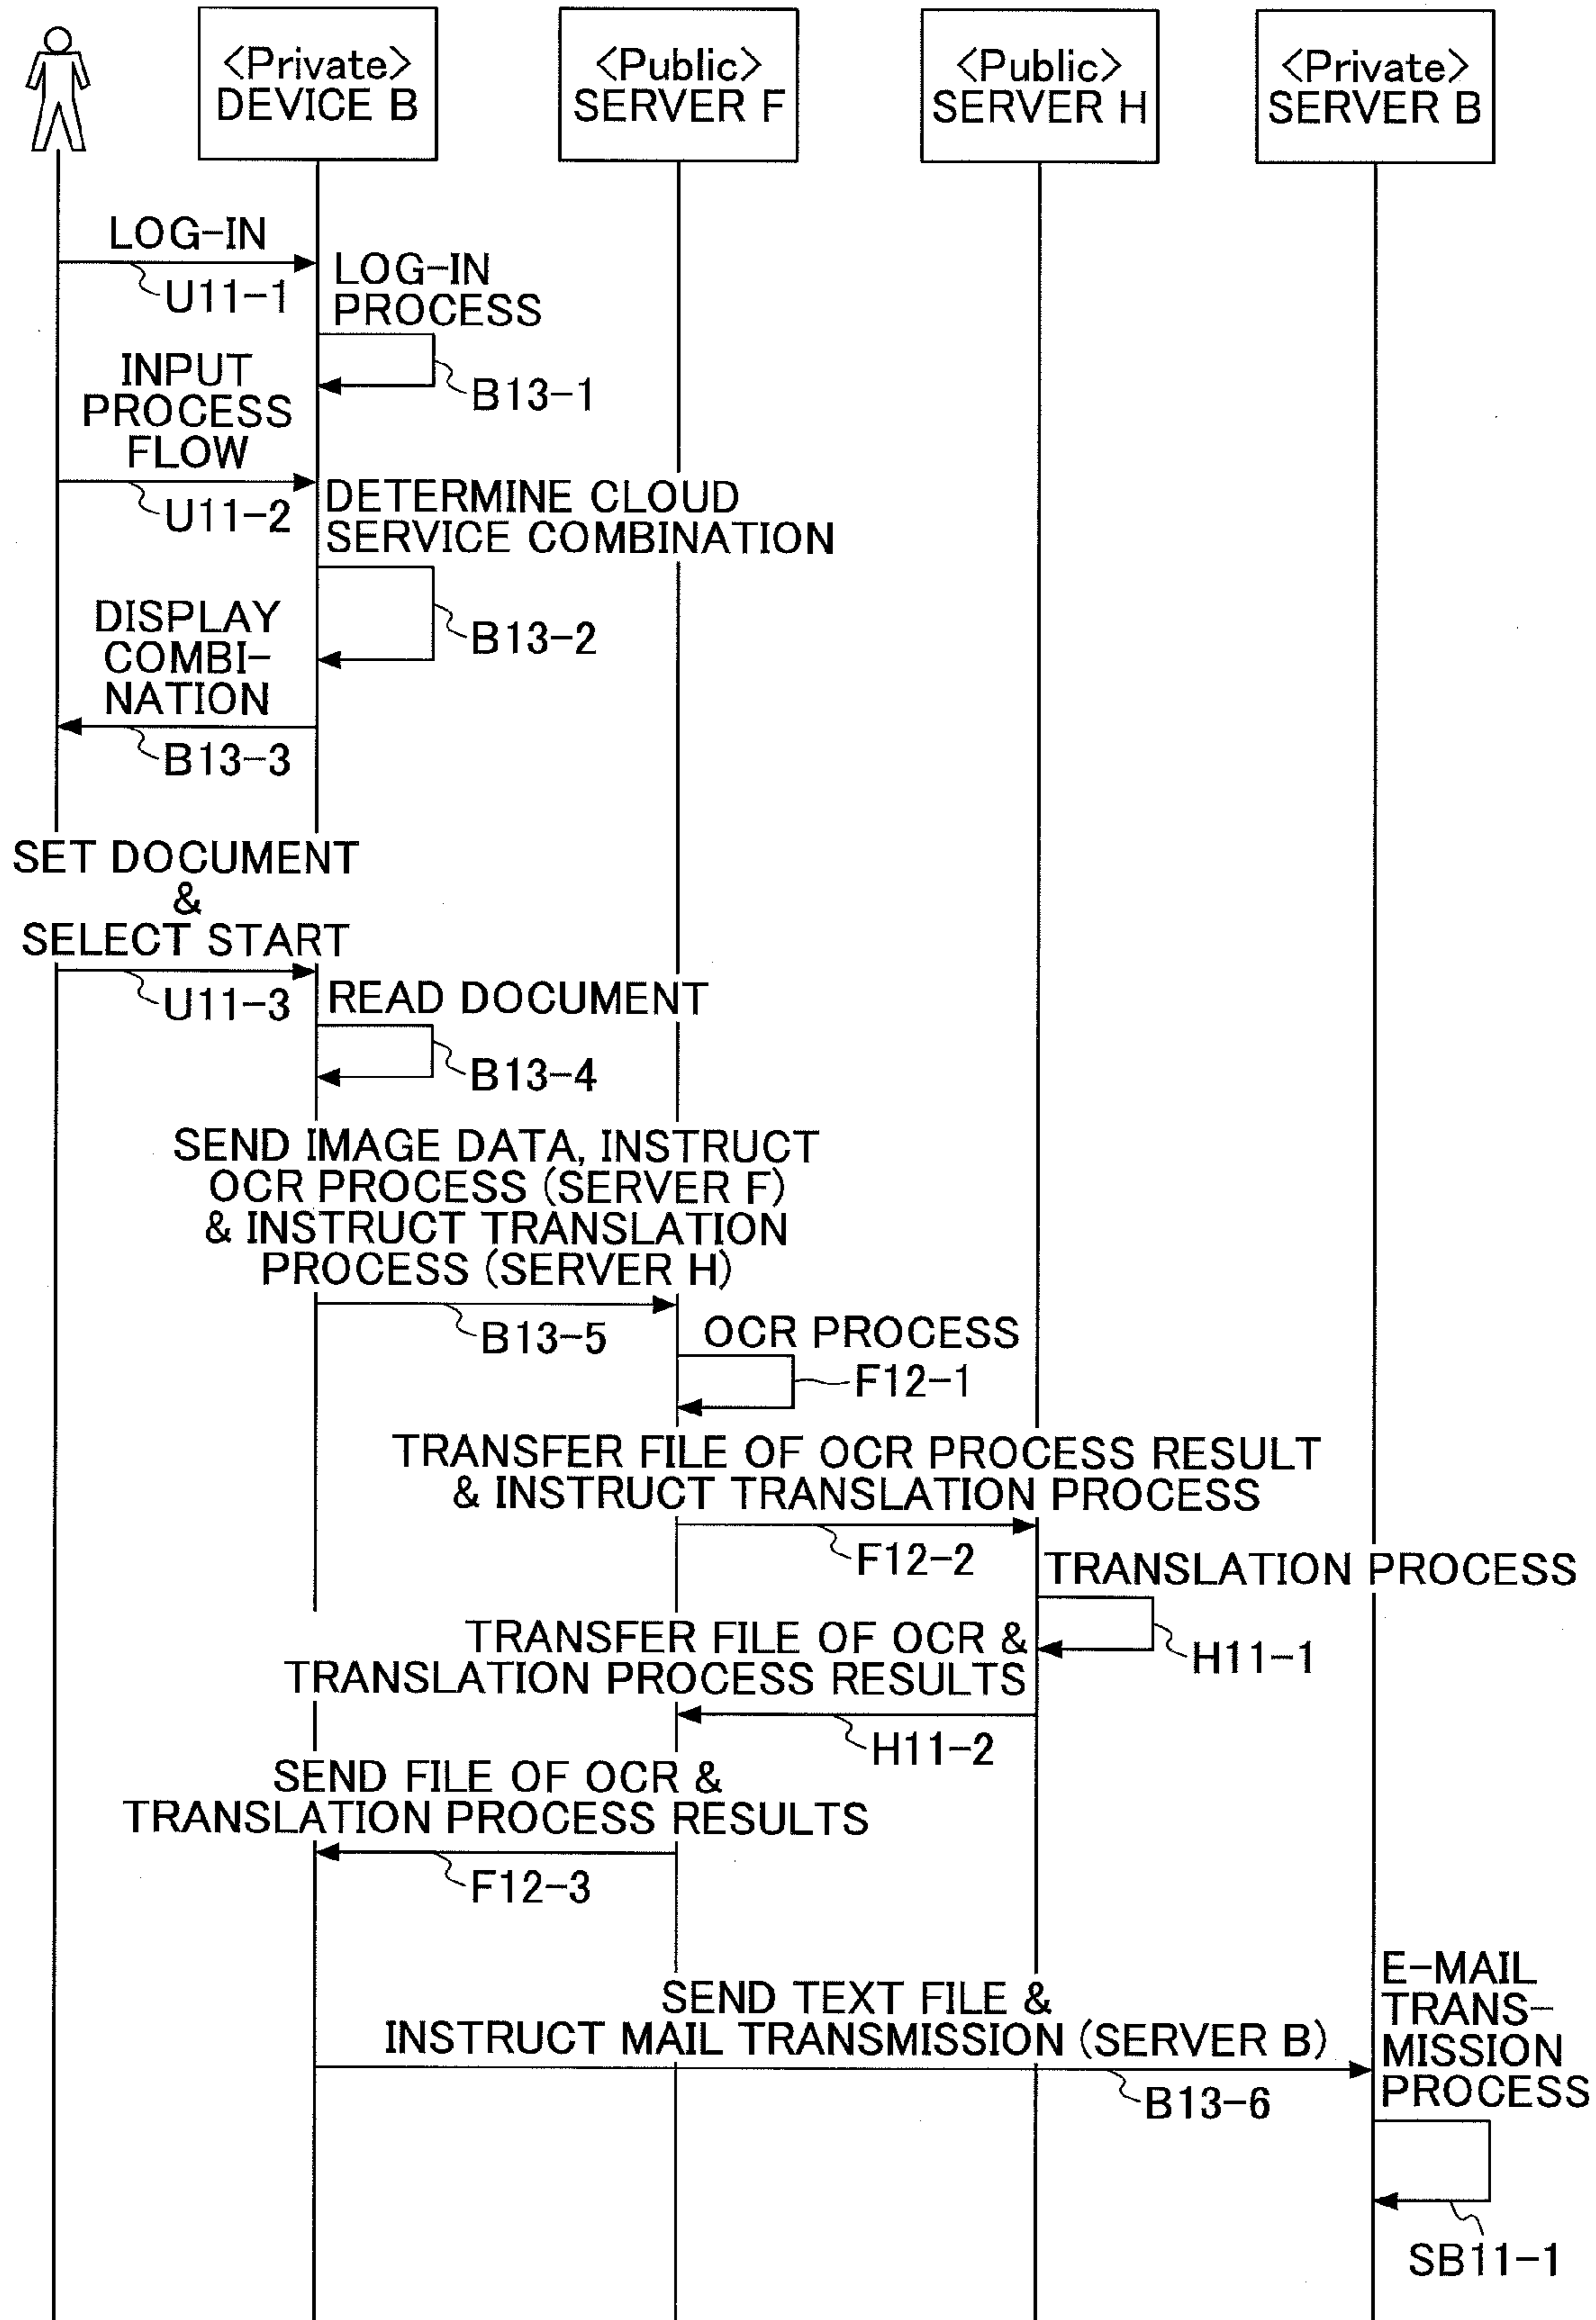 <Private>
DEVICE B
<Public>
SERVER F
<Public>
SERVER H
<Private>
SERVER B
LOG-IN
U11-1
LOG-IN
PROCESS
B13-1
INPUT
PROCESS
FLOW
U11-2
DETERMINE CLOUD
SERVICE COMBINATION
B13-2
DISPLAY
COMBI-
NATION
B13-3
SET DOCUMENT
&
SELECT START
U11-3
READ DOCUMENT
B13-4
SEND IMAGE DATA, INSTRUCT
OCR PROCESS (SERVER F)
& INSTRUCT TRANSLATION
PROCESS (SERVER H)
B13-5
OCR PROCESS
F12-1
TRANSFER FILE OF OCR PROCESS RESULT
& INSTRUCT TRANSLATION PROCESS
F12-2
TRANSLATION PROCESS
H11-1
TRANSFER FILE OF OCR &
TRANSLATION PROCESS RESULTS
H11-2
SEND FILE OF OCR &
TRANSLATION PROCESS RESULTS
F12-3
SEND TEXT FILE &
INSTRUCT MAIL TRANSMISSION (SERVER B)
B13-6
E-MAIL
TRANS-
MISSION
PROCESS
SB11-1